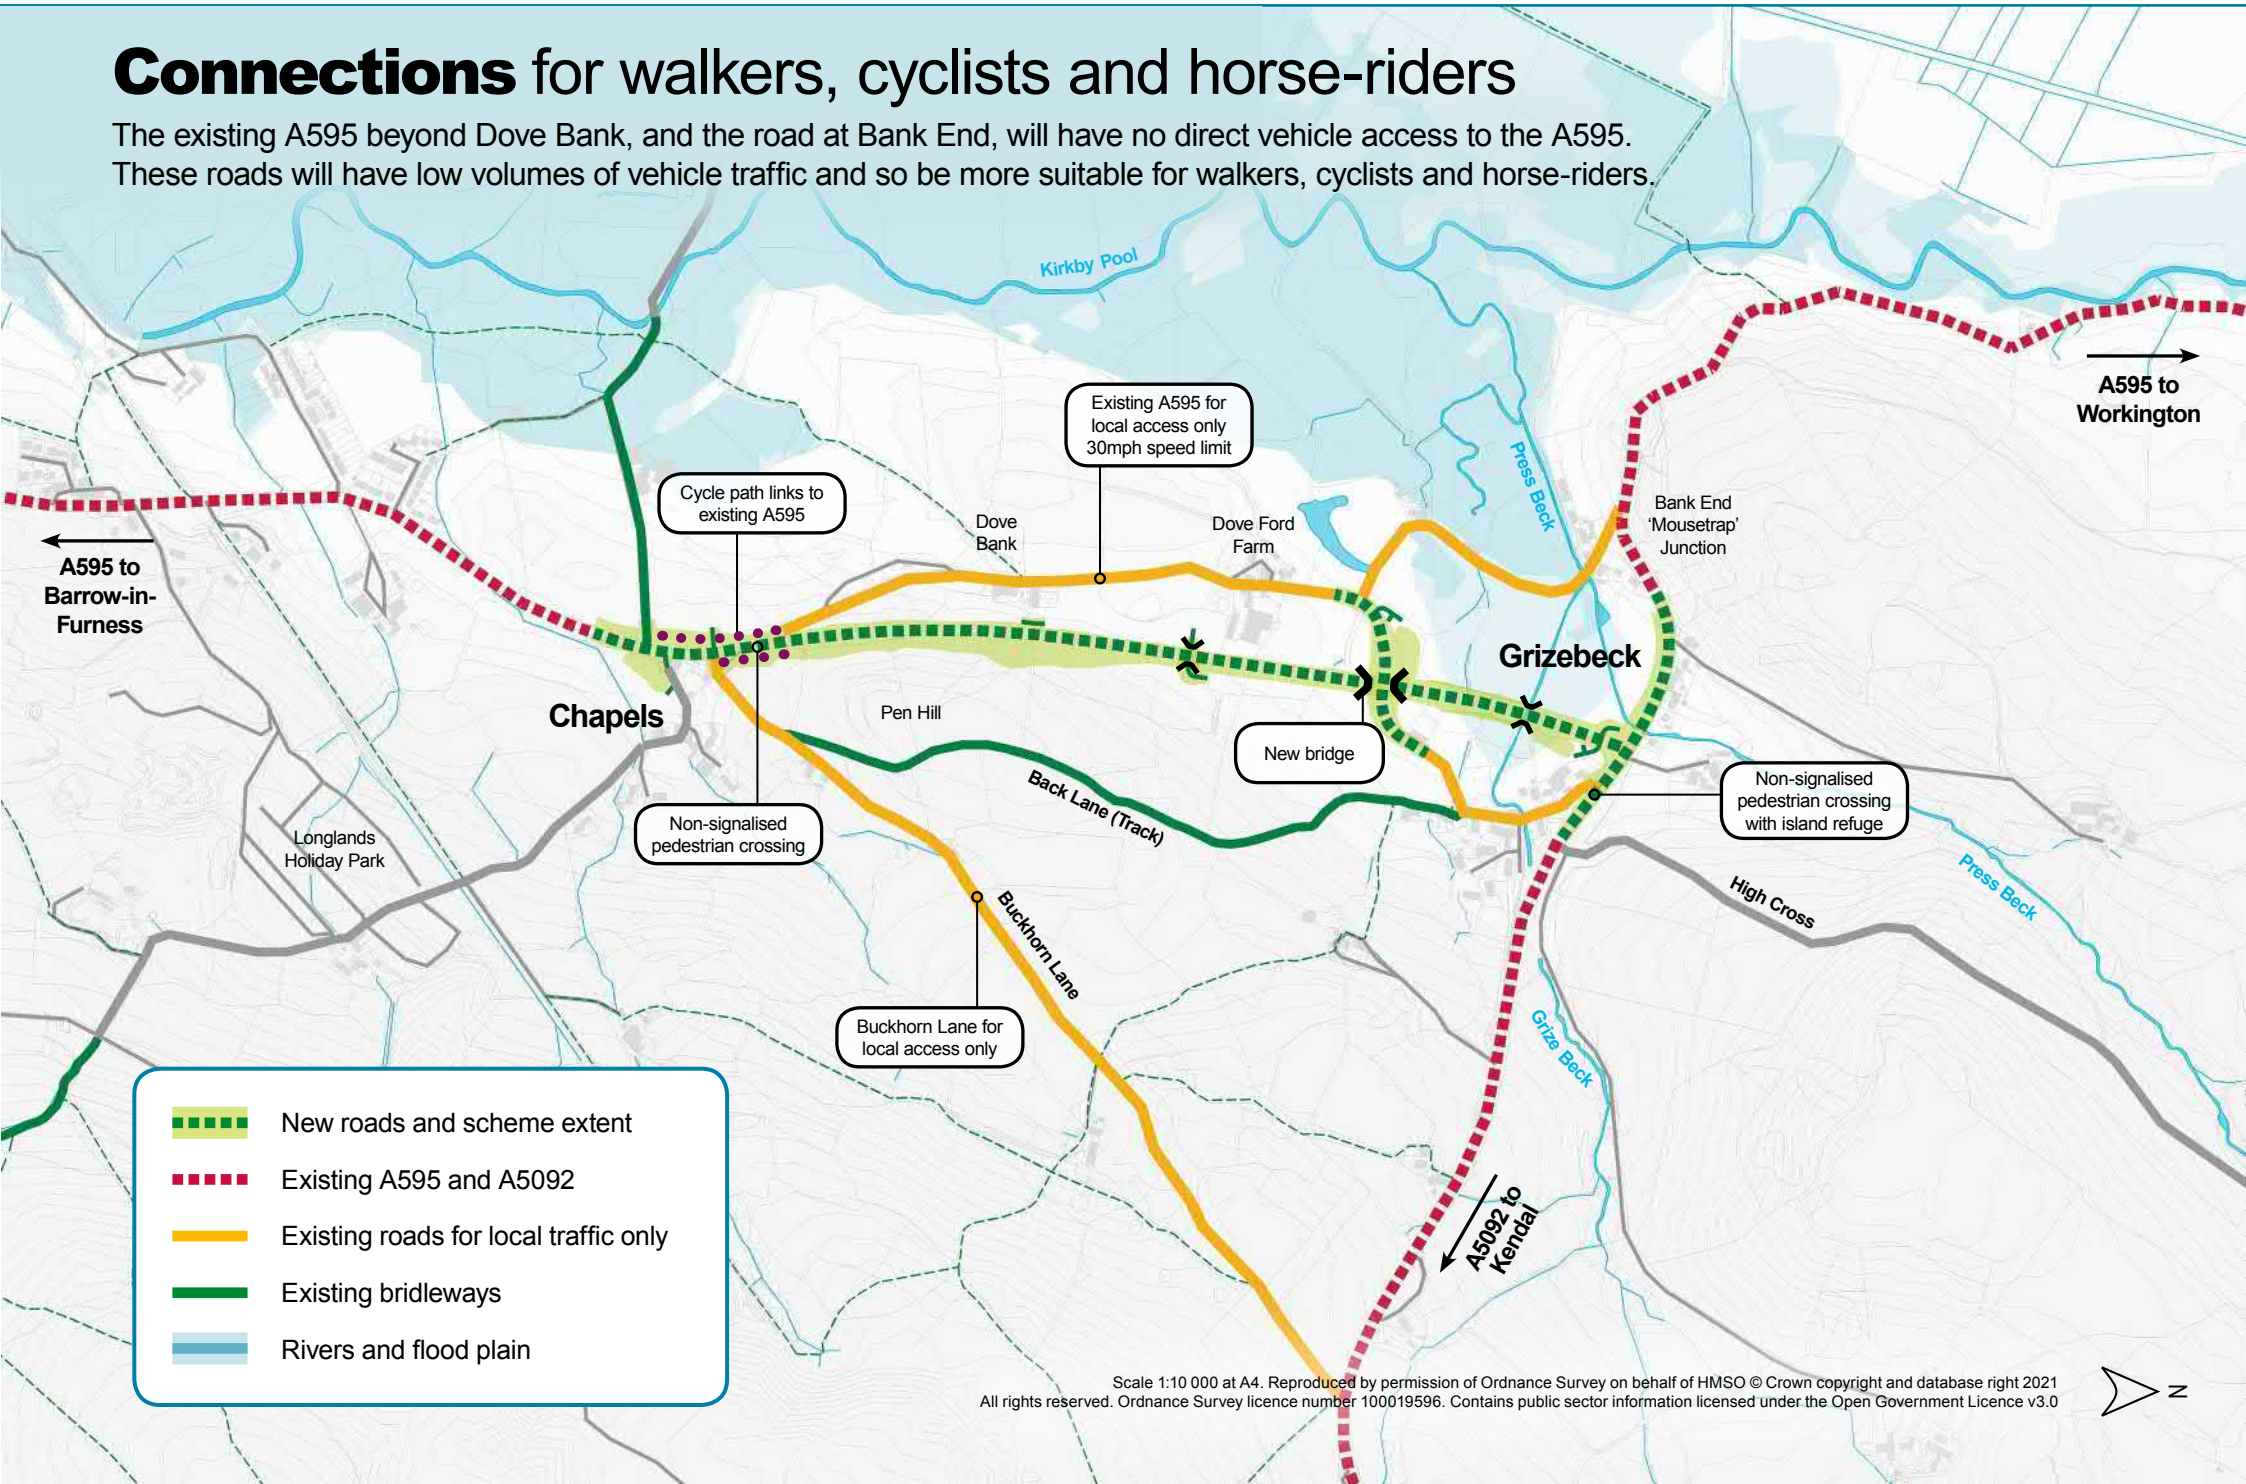 Connections for walkers, cyclists and horse-riders
The existing A595 beyond Dove Bank, and the road at Bank End, will have no direct vehicle access to the A595.
These roads will have low volumes of vehicle traffic and so be more suitable for walkers, cyclists and horse-riders.
Kirkby Pool
A595 to
Workington
Existing A595 for
local access only
30mph speed limit
Press Beck
Cycle path links to
existing A595
Bank End
‘Mousetrap’
Junction
Dove
Bank
Dove Ford
Farm
A595 to
Barrow-in-
Furness
Grizebeck
Chapels
Pen Hill
New bridge
Back Lane (Track)
Non-signalised
pedestrian crossing
with island refuge
Non-signalised
pedestrian crossing
Longlands
Holiday Park
High Cross
Press Beck
Buckhorn Lane
Buckhorn Lane for
local access only
Grize Beck
A5092 to
Kendal
New roads and scheme extent
Existing A595 and A5092
Existing roads for local traffic only
Existing bridleways
Rivers and flood plain
Scale 1:10 000 at A4. Reproduced by permission of Ordnance Survey on behalf of HMSO © Crown copyright and database right 2021
All rights reserved. Ordnance Survey licence number 100019596. Contains public sector information licensed under the Open Government Licence v3.0
N